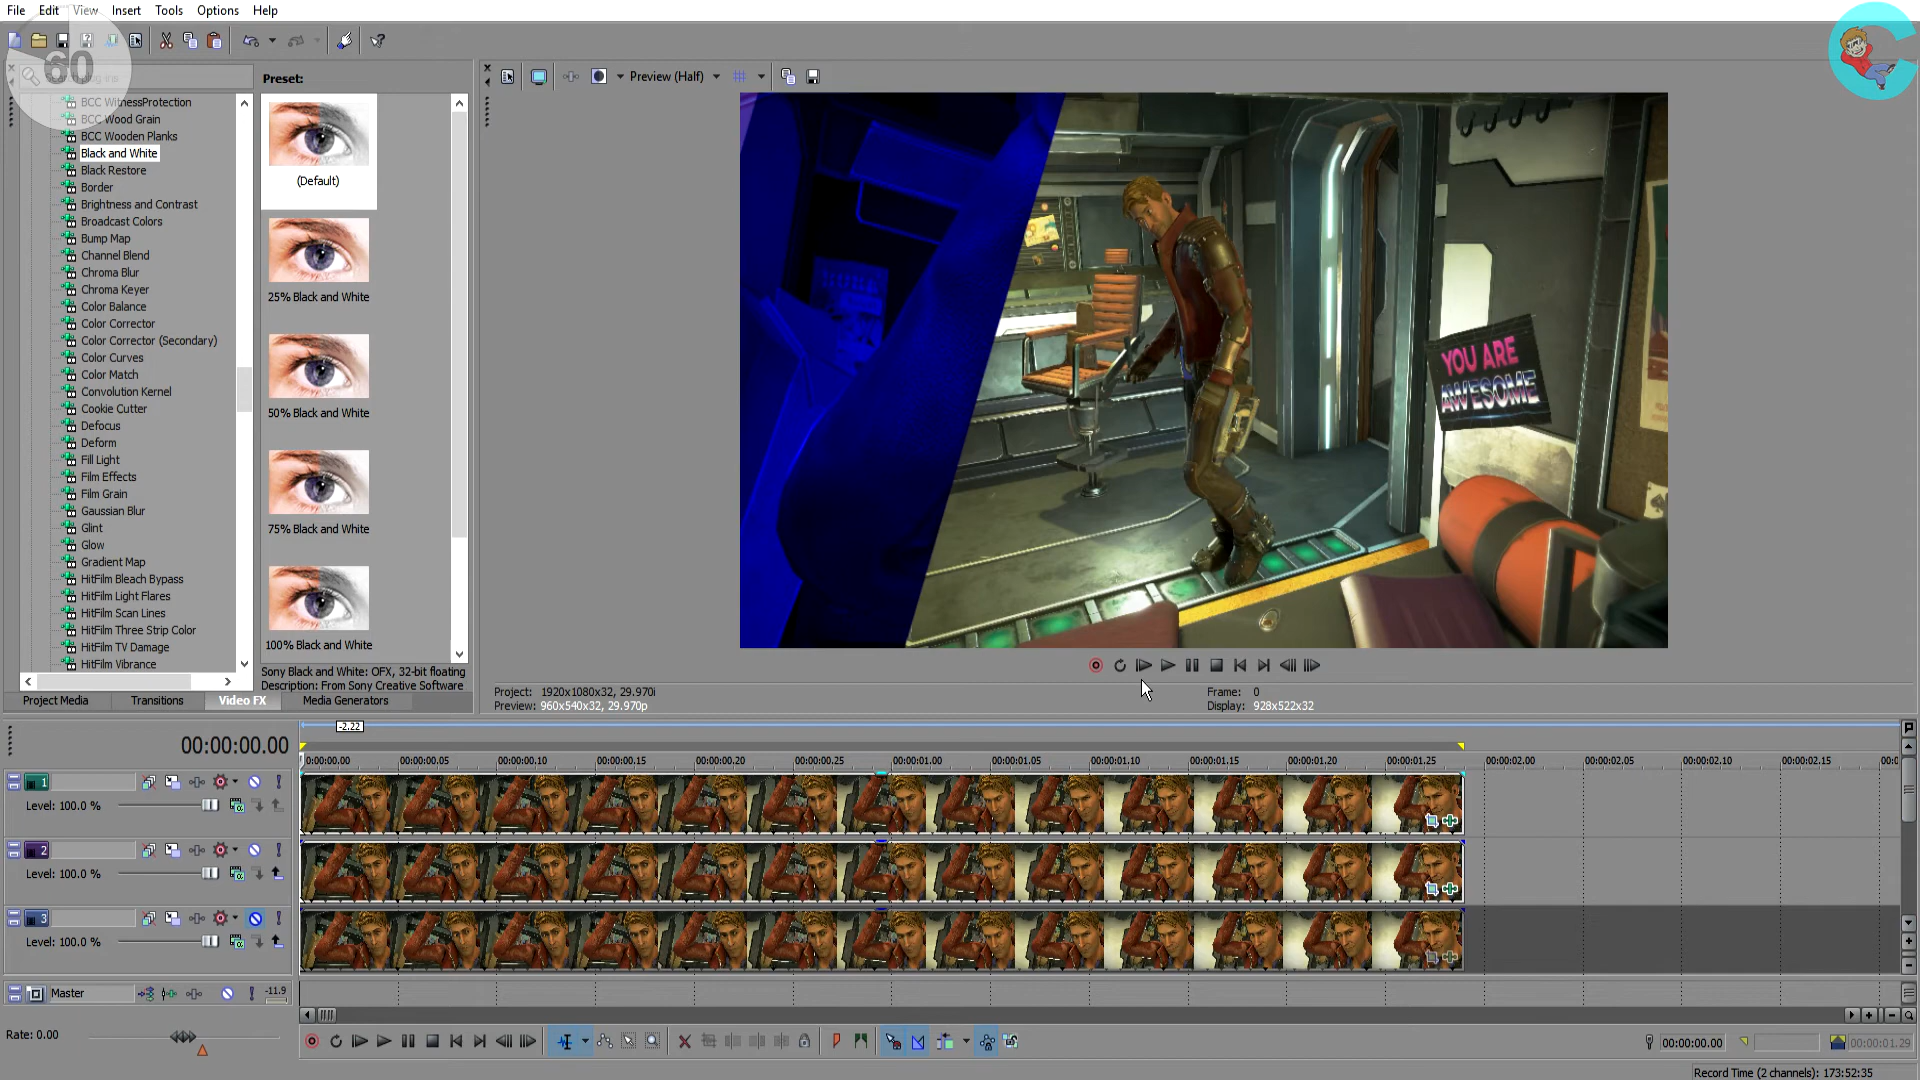 File Edit View Insert Tools Options Help
60
Preset:
Preview (Half)
BCC WitnessProtection
BCC Wood Grain
BCC Wooden Planks
Black and White
Black Restore
Border
Brightness and Contrast
Broadcast Colors
Bump Map
Channel Blend
Chroma Blur
Chroma Keyer
Color Balance
Color Corrector
Color Corrector (Secondary)
Color Curves
Color Match
Convolution Kernel
Cookie Cutter
Defocus
Deform
Fill Light
Film Effects
Film Grain
Gaussian Blur
Glint
Glow
Gradient Map
HitFilm Bleach Bypass
HitFilm Light Flares
HitFilm Scan Lines
HitFilm Three Strip Color
HitFilm TV Damage
HitFilm Vibrance
(Default)
25% Black and White
50% Black and White
75% Black and White
100% Black and White
Sony Black and White: OFX, 32-bit floating
Description: From Sony Creative Software
Project Media Transitions Video FX Media Generators
YOU ARE
AWESOME
Project: 1920x1080x32, 29.970i
Preview: 960x540x32, 29.970p
Frame: 0
Display: 928x522x32
-2.22
00:00:00.00
00:00:00.00 00:00:00.05 00:00:00.10 00:00:00.15 00:00:00.20 00:00:00.25 00:00:01.00 00:00:01.05 00:00:01.10 00:00:01.15 00:00:01.20 00:00:01.25 00:00:02.00 00:00:02.05 00:00:02.10 00:00:02.15
1
Level: 100.0 %
2
Level: 100.0 %
3
Level: 100.0 %
Master -11.9
Rate: 0.00
00:00:00.00 00:00:01.29
Record Time (2 channels): 173:52:35